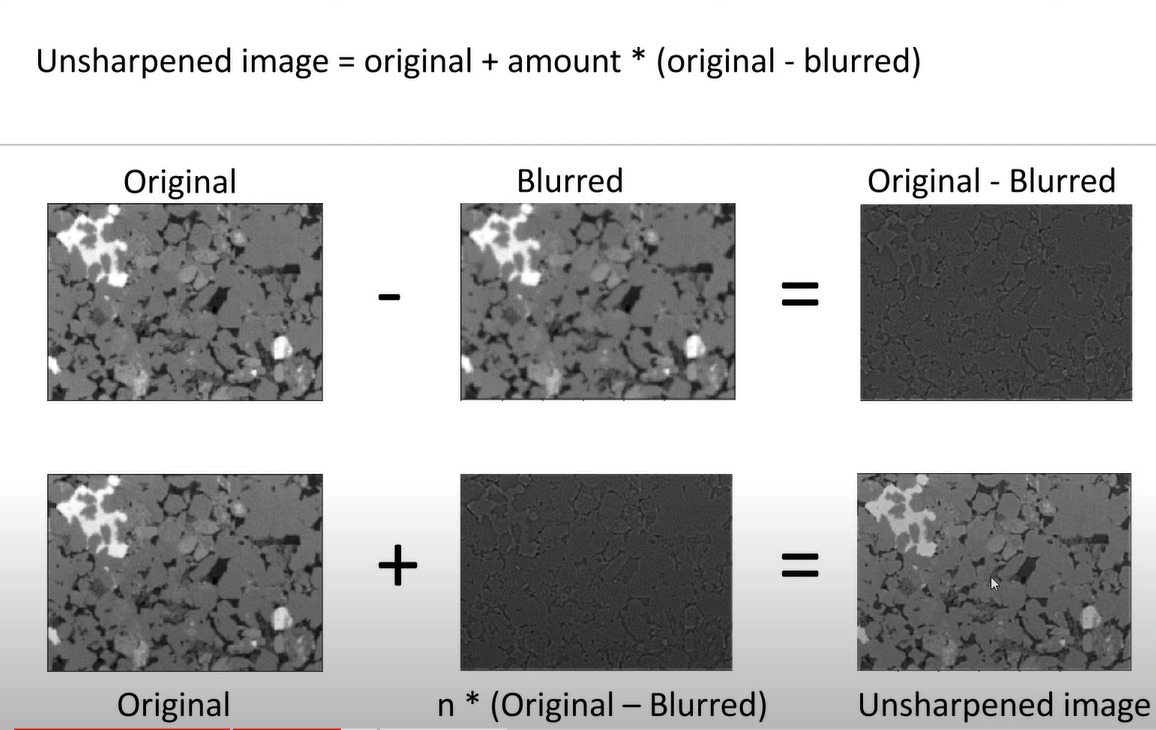 Unsharpened image = original + amount * (original - blurred)
Original
Blurred
Original - Blurred
-
=
+
=
Original
n * (Original – Blurred)
Unsharpened image